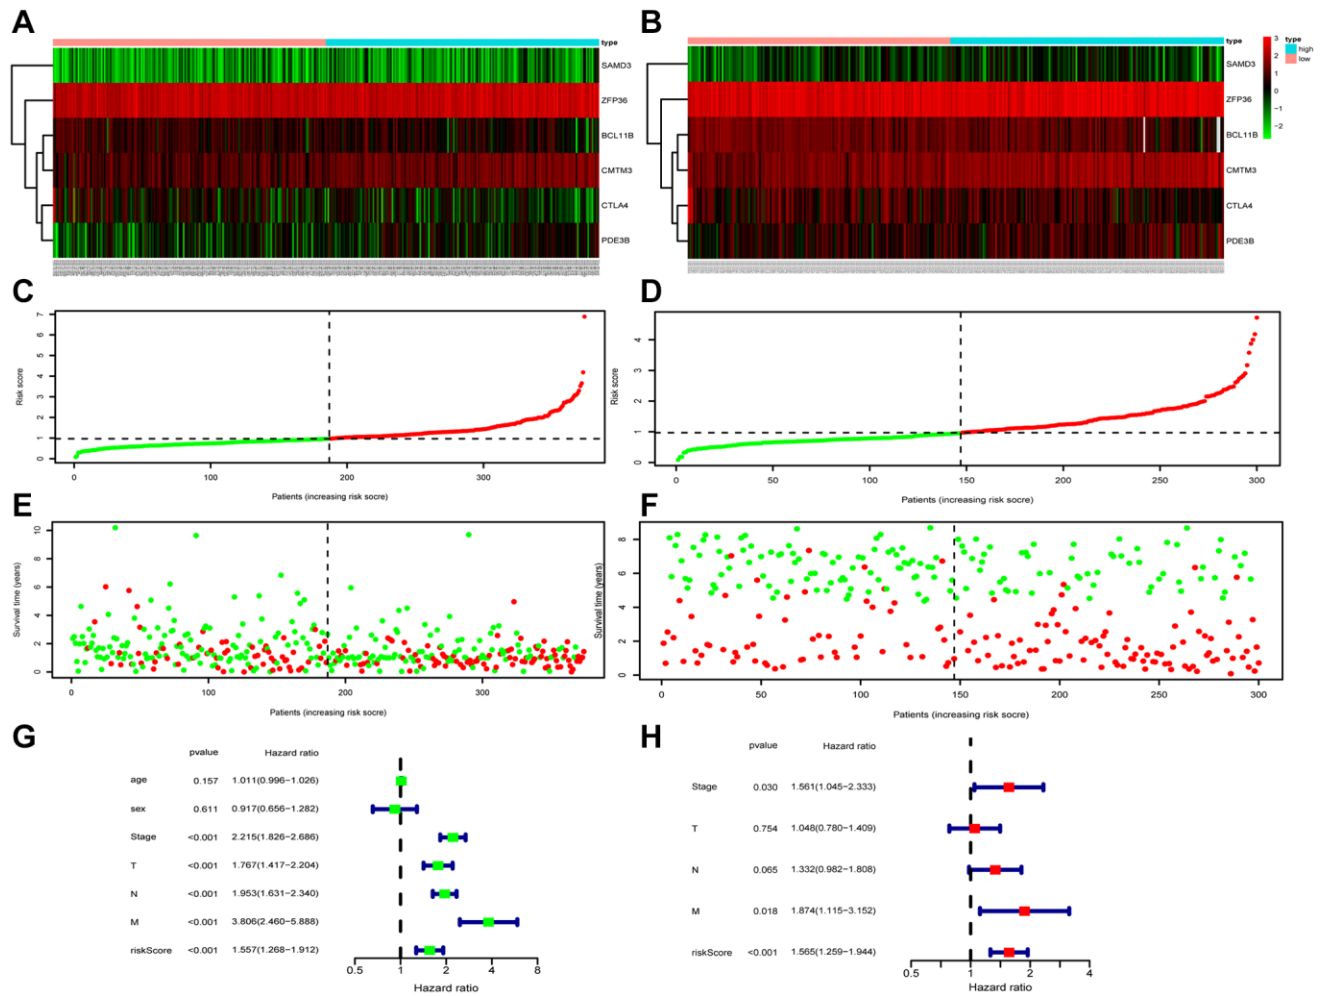 A
B
type
SAMD3
ZFP36
BCL11B
CMTM3
CTLA4
PDE3B
type
SAMD3
ZFP36
BCL11B
CMTM3
CTLA4
PDE3B
3
2
1
0
−1
−2
type
high
low
C
D
Risk score
0 1 2 3 4 5 6 7
0 100 200 300
Patients (increasing risk socre)
Risk score
0 1 2 3 4
0 50 100 150 200 250 300
Patients (increasing risk socre)
E
F
Survival time (years)
0 2 4 6 8 10
0 100 200 300
Patients (increasing risk socre)
Survival time (years)
0 2 4 6 8
0 50 100 150 200 250 300
Patients (increasing risk socre)
G
pvalue Hazard ratio
age 0.157 1.011(0.996−1.026)
sex 0.611 0.917(0.656−1.282)
Stage <0.001 2.215(1.826−2.686)
T <0.001 1.767(1.417−2.204)
N <0.001 1.953(1.631−2.340)
M <0.001 3.806(2.460−5.888)
riskScore <0.001 1.557(1.268−1.912)
0.5 1 2 4 8
Hazard ratio
H
pvalue Hazard ratio
Stage 0.030 1.561(1.045−2.333)
T 0.754 1.048(0.780−1.409)
N 0.065 1.332(0.982−1.808)
M 0.018 1.874(1.115−3.152)
riskScore <0.001 1.565(1.259−1.944)
0.5 1 2 4
Hazard ratio